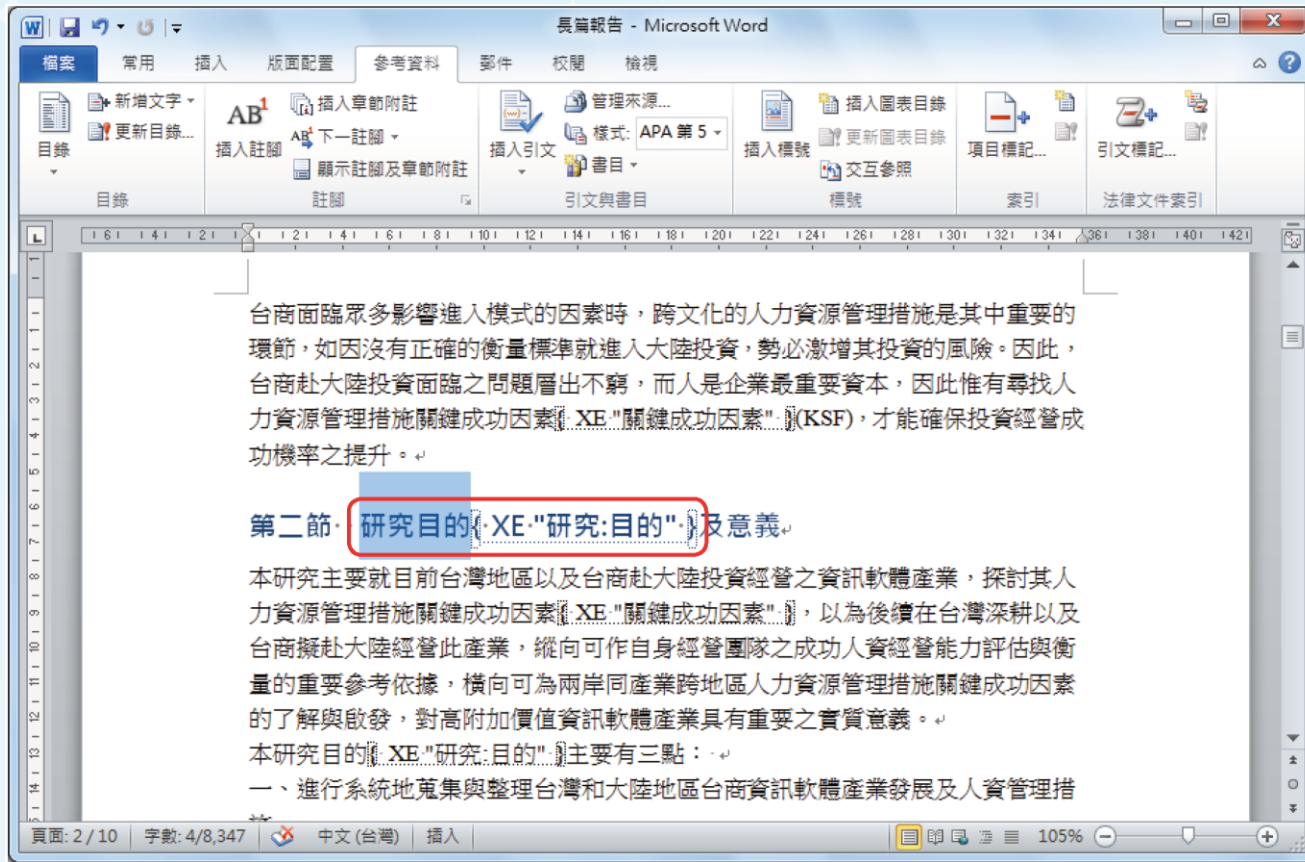 長篇報告 - Microsoft Word
檔案 常用 插入 版面配置 參考資料 郵件 校閱 檢視
目錄
新增文字
更新目錄...
目錄
AB1
插入註腳
插入章節附註
下一註腳
顯示註腳及章節附註
註腳
插入引文
管理來源...
樣式: APA 第 5
書目
引文與書目
插入標號
插入圖表目錄
更新圖表目錄
交互參照
標號
項目標記...
索引
引文標記...
法律文件索引
台商面臨眾多影響進入模式的因素時，跨文化的人力資源管理措施是其中重要的
環節，如因沒有正確的衡量標準就進入大陸投資，勢必激增其投資的風險。因此，
台商赴大陸投資面臨之問題層出不窮，而人是企業最重要資本，因此惟有尋找人
力資源管理措施關鍵成功因素{ XE "關鍵成功因素" }(KSF)，才能確保投資經營成
功機率之提升。
第二節 研究目的{ XE "研究:目的" }及意義
本研究主要就目前台灣地區以及台商赴大陸投資經營之資訊軟體產業，探討其人
力資源管理措施關鍵成功因素{ XE "關鍵成功因素" }，以為後續在台灣深耕以及
台商擬赴大陸經營此產業，縱向可作自身經營團隊之成功人資經營能力評估與衡
量的重要參考依據，橫向可為兩岸同產業跨地區人力資源管理措施關鍵成功因素
的了解與啟發，對高附加價值資訊軟體產業具有重要之實質意義。
本研究目的{ XE "研究:目的" }主要有三點：
一、進行系統地蒐集與整理台灣和大陸地區台商資訊軟體產業發展及人資管理措
頁面: 2 / 10 字數: 4/8,347 中文 (台灣) 插入 105%